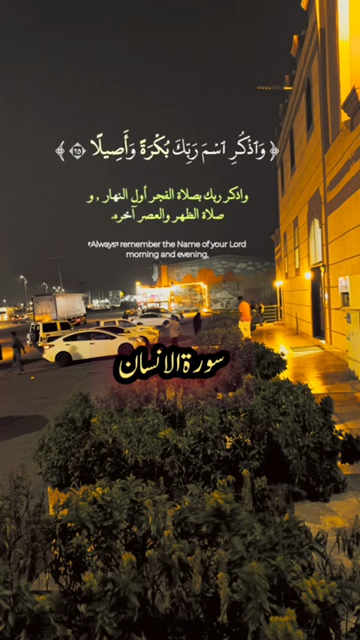 ﴿ وَٱذْكُرِ ٱسْمَ رَبِّكَ بُكْرَةً وَأَصِيلًا ٢٥ ﴾
واذكر ربك بصلاة الفجر أول النهار , و
صلاة الظهر والعصر آخره.
˹Always˺ remember the Name of your Lord
morning and evening,
سورة الانسان